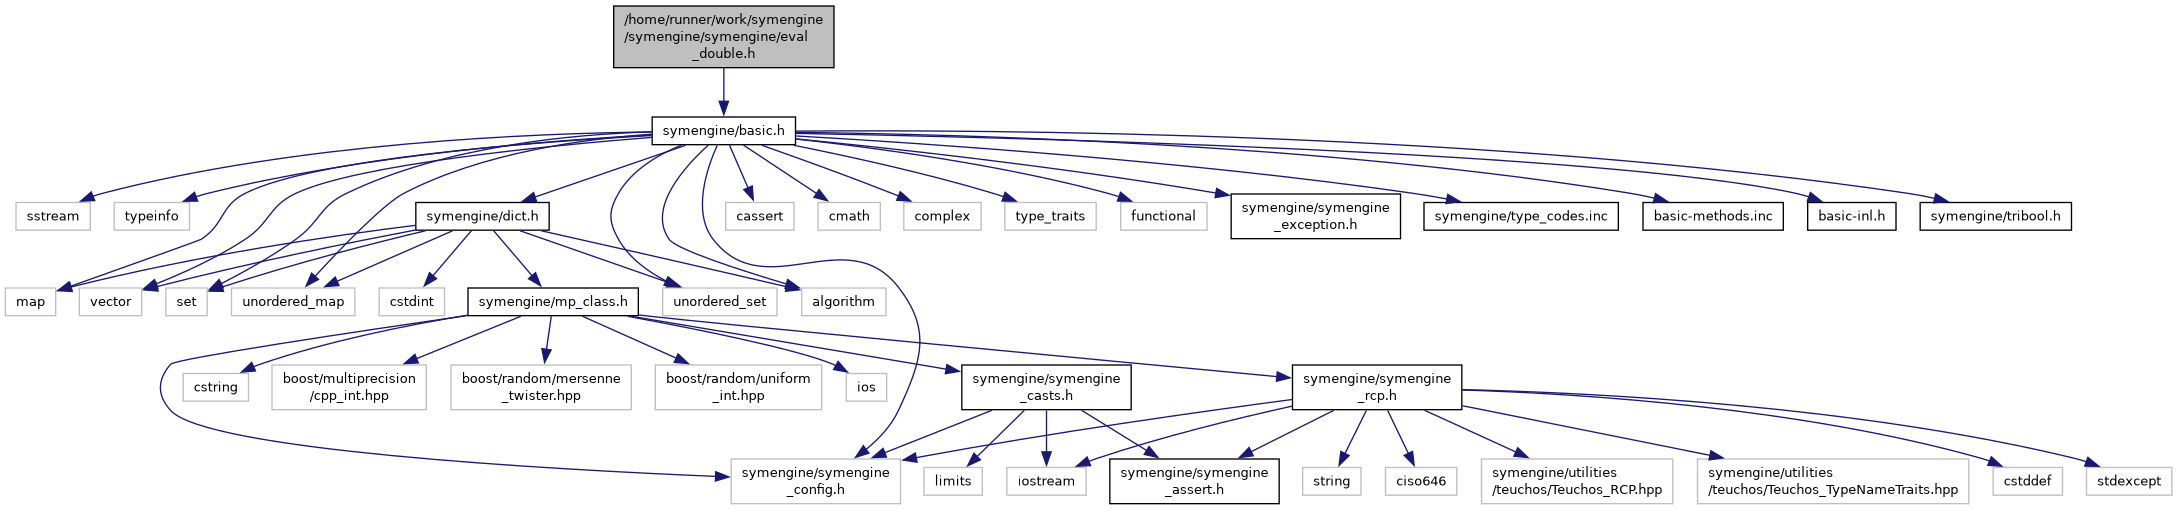 /home/runner/work/symengine
/symengine/symengine/eval
_double.h
symengine/basic.h
sstream
typeinfo
symengine/dict.h
cassert
cmath
complex
type_traits
functional
symengine/symengine
_exception.h
symengine/type_codes.inc
basic-methods.inc
basic-inl.h
symengine/tribool.h
map
vector
set
unordered_map
cstdint
symengine/mp_class.h
unordered_set
algorithm
cstring
boost/multiprecision
/cpp_int.hpp
boost/random/mersenne
_twister.hpp
boost/random/uniform
_int.hpp
ios
symengine/symengine
_casts.h
symengine/symengine
_rcp.h
symengine/symengine
_config.h
limits
iostream
symengine/symengine
_assert.h
string
ciso646
symengine/utilities
/teuchos/Teuchos_RCP.hpp
symengine/utilities
/teuchos/Teuchos_TypeNameTraits.hpp
cstddef
stdexcept